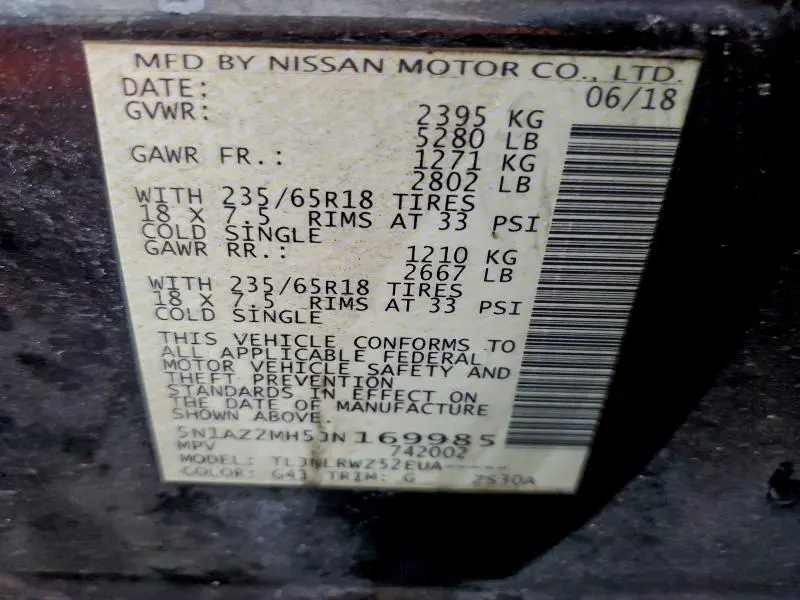 MFD BY NISSAN MOTOR CO., LTD.
DATE: 06/18
GVWR: 2395 KG
5280 LB
GAWR FR.: 1271 KG
2802 LB
WITH 235/65R18 TIRES
18 X 7.5 RIMS AT 33 PSI
COLD SINGLE
GAWR RR.: 1210 KG
2667 LB
WITH 235/65R18 TIRES
18 X 7.5 RIMS AT 33 PSI
COLD SINGLE
THIS VEHICLE CONFORMS TO
ALL APPLICABLE FEDERAL
MOTOR VEHICLE SAFETY AND
THEFT PREVENTION
STANDARDS IN EFFECT ON
THE DATE OF MANUFACTURE
SHOWN ABOVE.
5N1AZ2MH5JN169985
MPV 742002
MODEL: TLJNLRWZ52EUA-----
COLOR: G41 TRIM: G 2S30A